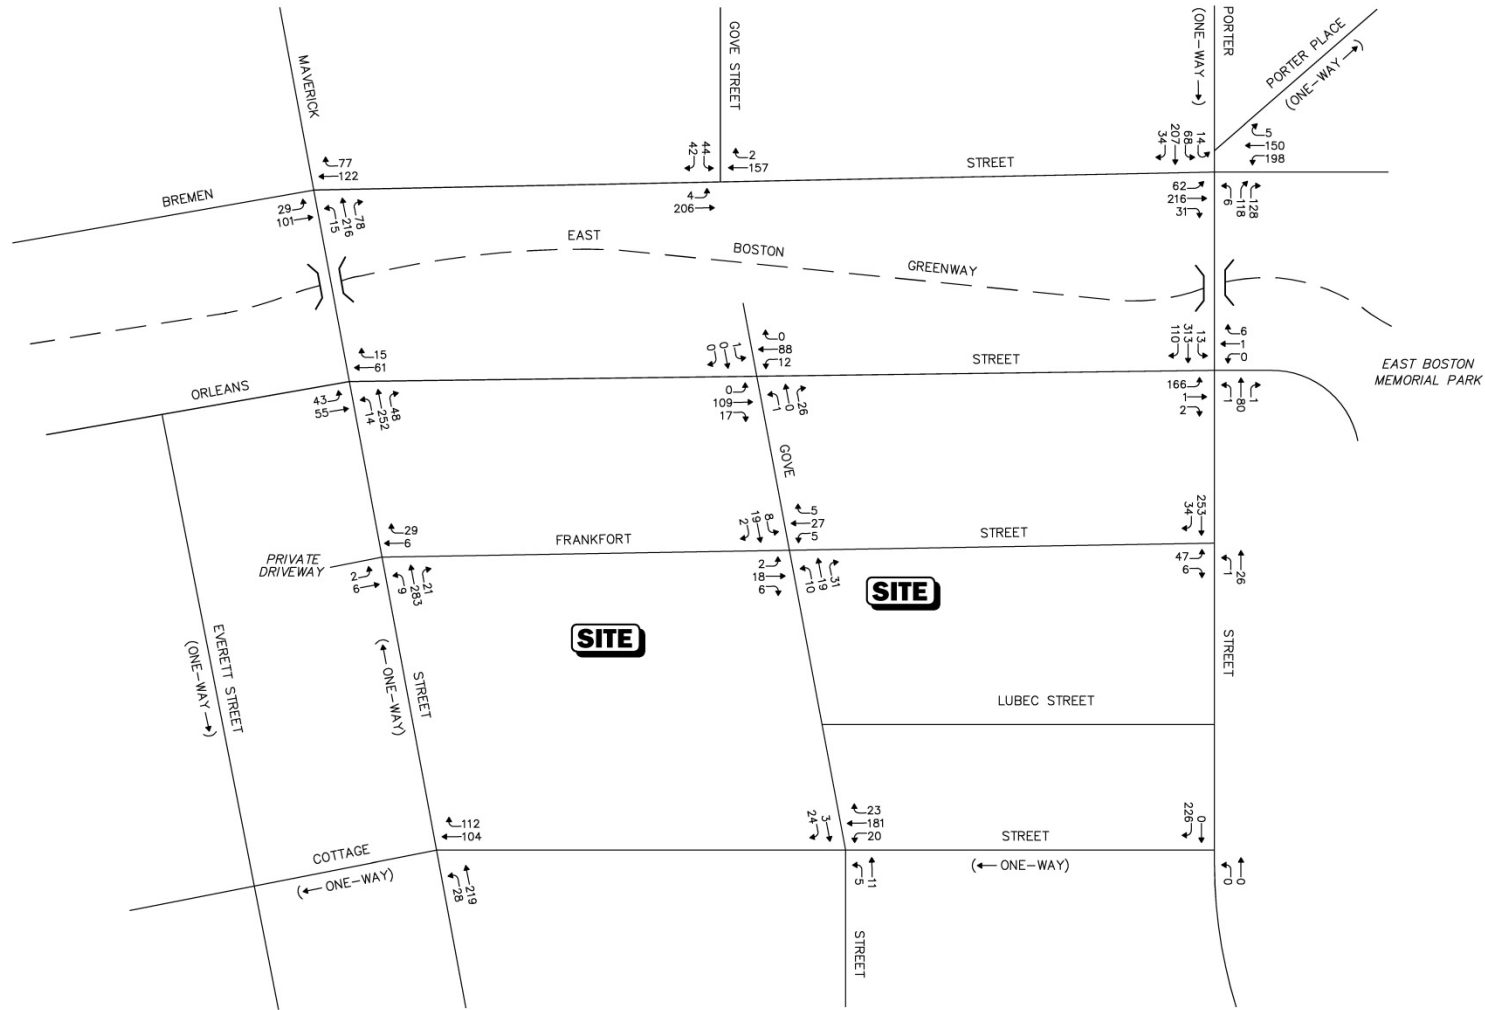 PORTER
(ONE-WAY →)
PORTER PLACE
(ONE-WAY →)
GOVE STREET
MAVERICK
77
122
44
42
2
157
14
68
207
34
5
150
198
STREET
BREMEN
29
101
15
216
78
4
206
62
216
31
6
118
128
EAST
BOSTON
GREENWAY
15
61
1
0
0
0
88
12
13
313
110
6
1
0
STREET
EAST BOSTON
MEMORIAL PARK
ORLEANS
43
55
14
252
48
0
109
17
1
0
26
166
1
2
1
80
1
GOVE
29
6
8
19
2
5
27
5
253
34
FRANKFORT
STREET
PRIVATE
DRIVEWAY
2
6
9
283
21
2
18
6
10
19
31
47
6
1
26
SITE
SITE
EVERETT STREET
(ONE-WAY →)
STREET
(← ONE-WAY)
STREET
LUBEC STREET
112
104
3
24
23
181
20
0
226
STREET
(← ONE-WAY)
COTTAGE
(← ONE-WAY)
28
219
5
11
0
0
STREET